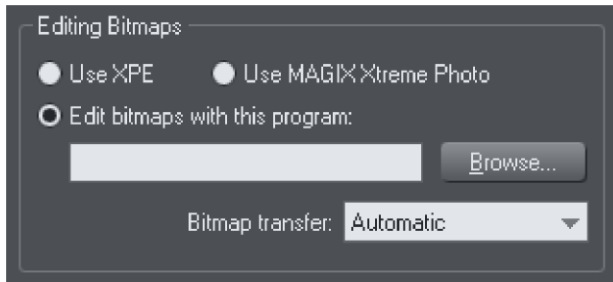 Editing Bitmaps
Use XPE Use MAGIX Xtreme Photo
Edit bitmaps with this program:
Browse...
Bitmap transfer: Automatic